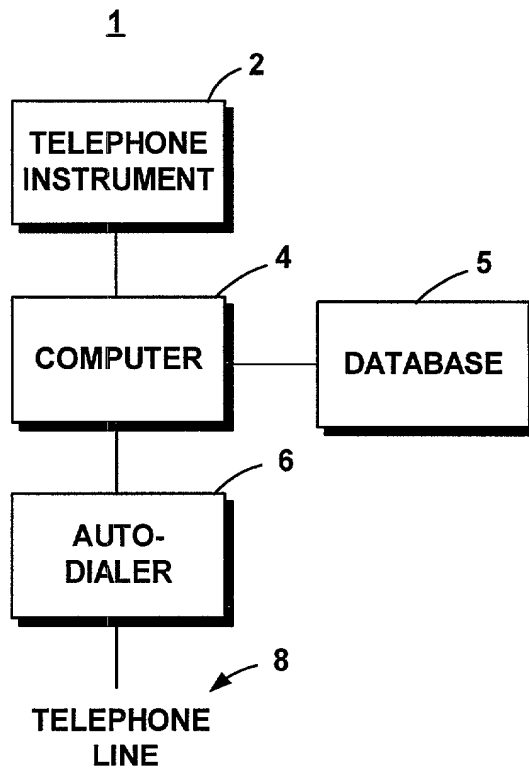 1
2
TELEPHONE
INSTRUMENT
4
COMPUTER
5
DATABASE
6
AUTO-
DIALER
8
TELEPHONE
LINE